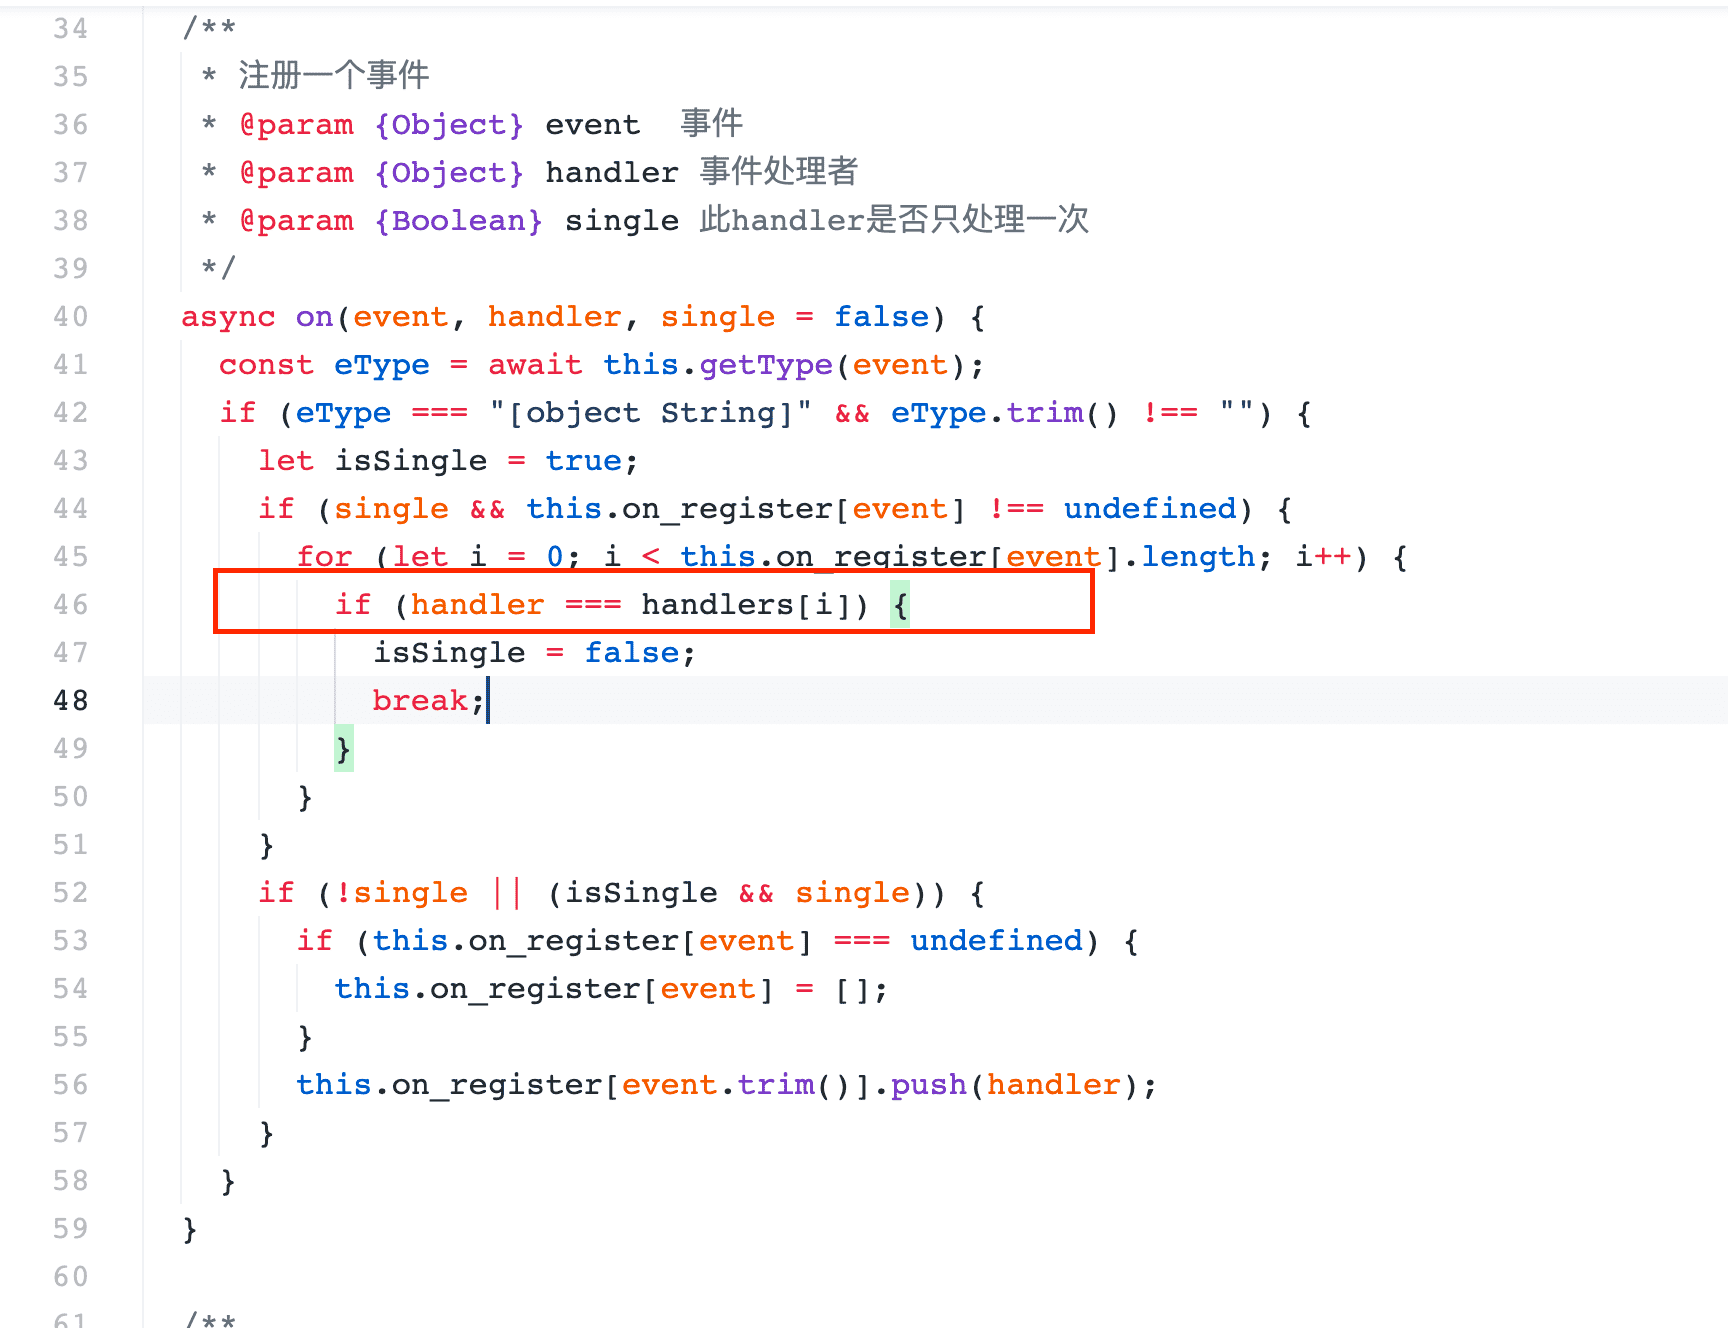 34 /**
35 * 注册一个事件
36 * @param {Object} event  事件
37 * @param {Object} handler 事件处理者
38 * @param {Boolean} single 此handler是否只处理一次
39 */
40 async on(event, handler, single = false) {
41 const eType = await this.getType(event);
42 if (eType === "[object String]" && eType.trim() !== "") {
43 let isSingle = true;
44 if (single && this.on_register[event] !== undefined) {
45 for (let i = 0; i < this.on_register[event].length; i++) {
46 if (handler === handlers[i]) {
47 isSingle = false;
48 break;
49 }
50 }
51 }
52 if (!single || (isSingle && single)) {
53 if (this.on_register[event] === undefined) {
54 this.on_register[event] = [];
55 }
56 this.on_register[event.trim()].push(handler);
57 }
58 }
59 }
60
61 /**